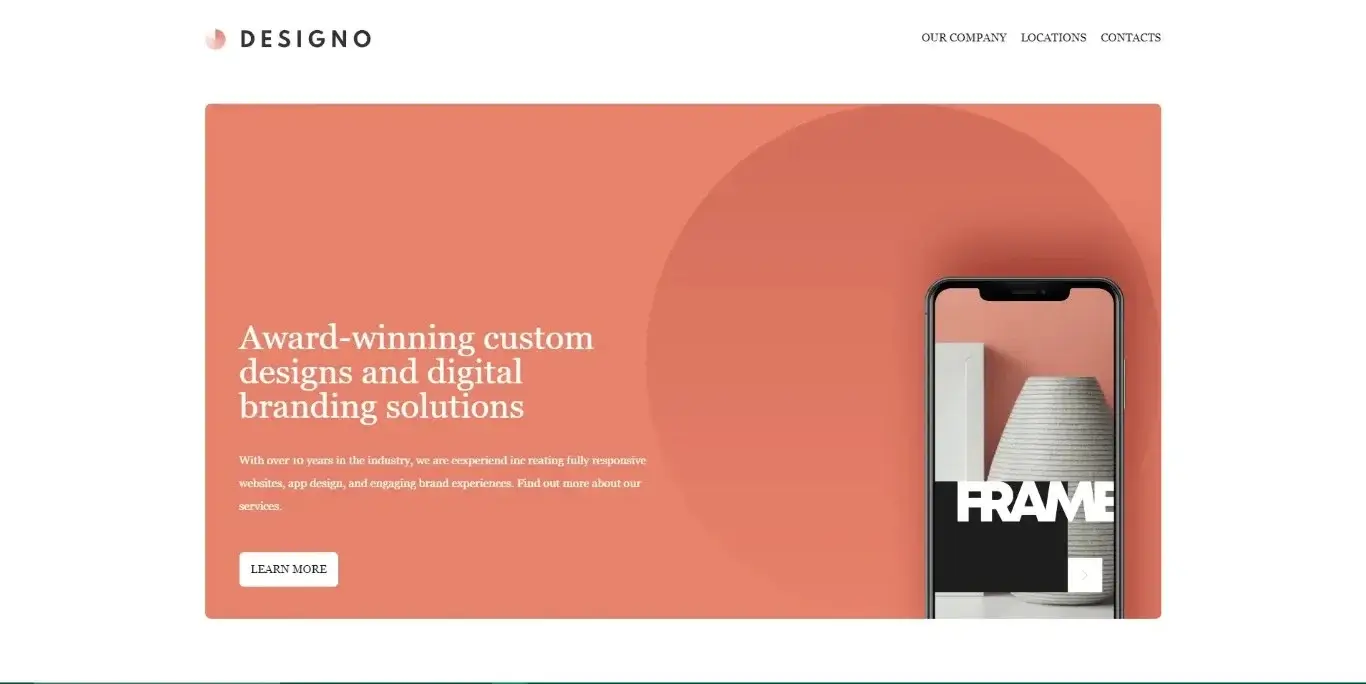 DESIGNO
OUR COMPANY LOCATIONS CONTACTS
Award-winning custom
designs and digital
branding solutions
With over 10 years in the industry, we are eexperiend inc reating fully responsive
websites, app design, and engaging brand experiences. Find out more about our
services.
LEARN MORE
FRAME